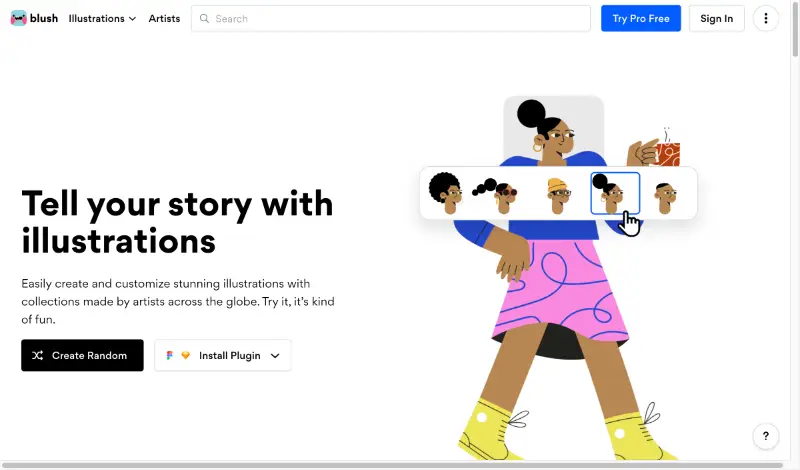 blush
Illustrations
Artists
Search
Try Pro Free
Sign In
Tell your story with
illustrations
Easily create and customize stunning illustrations with
collections made by artists across the globe. Try it, it's kind
of fun.
Create Random
Install Plugin
?